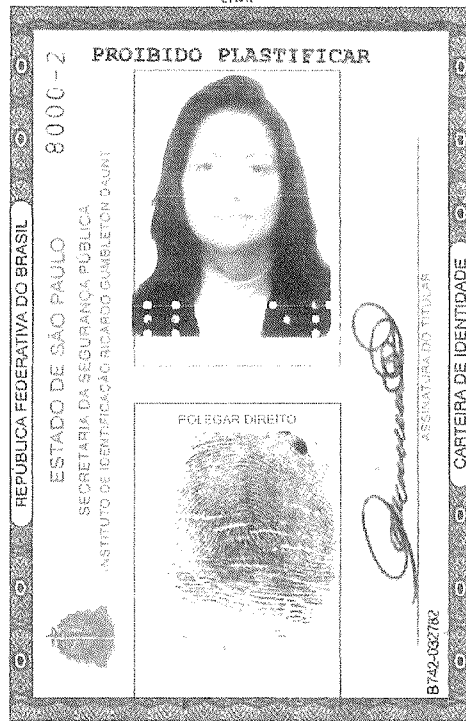 PROIBIDO PLASTIFICAR
REPÚBLICA FEDERATIVA DO BRASIL
ESTADO DE SÃO PAULO 8000-2
SECRETARIA DA SEGURANÇA PÚBLICA
INSTITUTO DE IDENTIFICAÇÃO RICARDO GUMBLETON DAUNT
POLEGAR DIREITO
ASSINATURA DO TITULAR
B742-032782
CARTEIRA DE IDENTIDADE